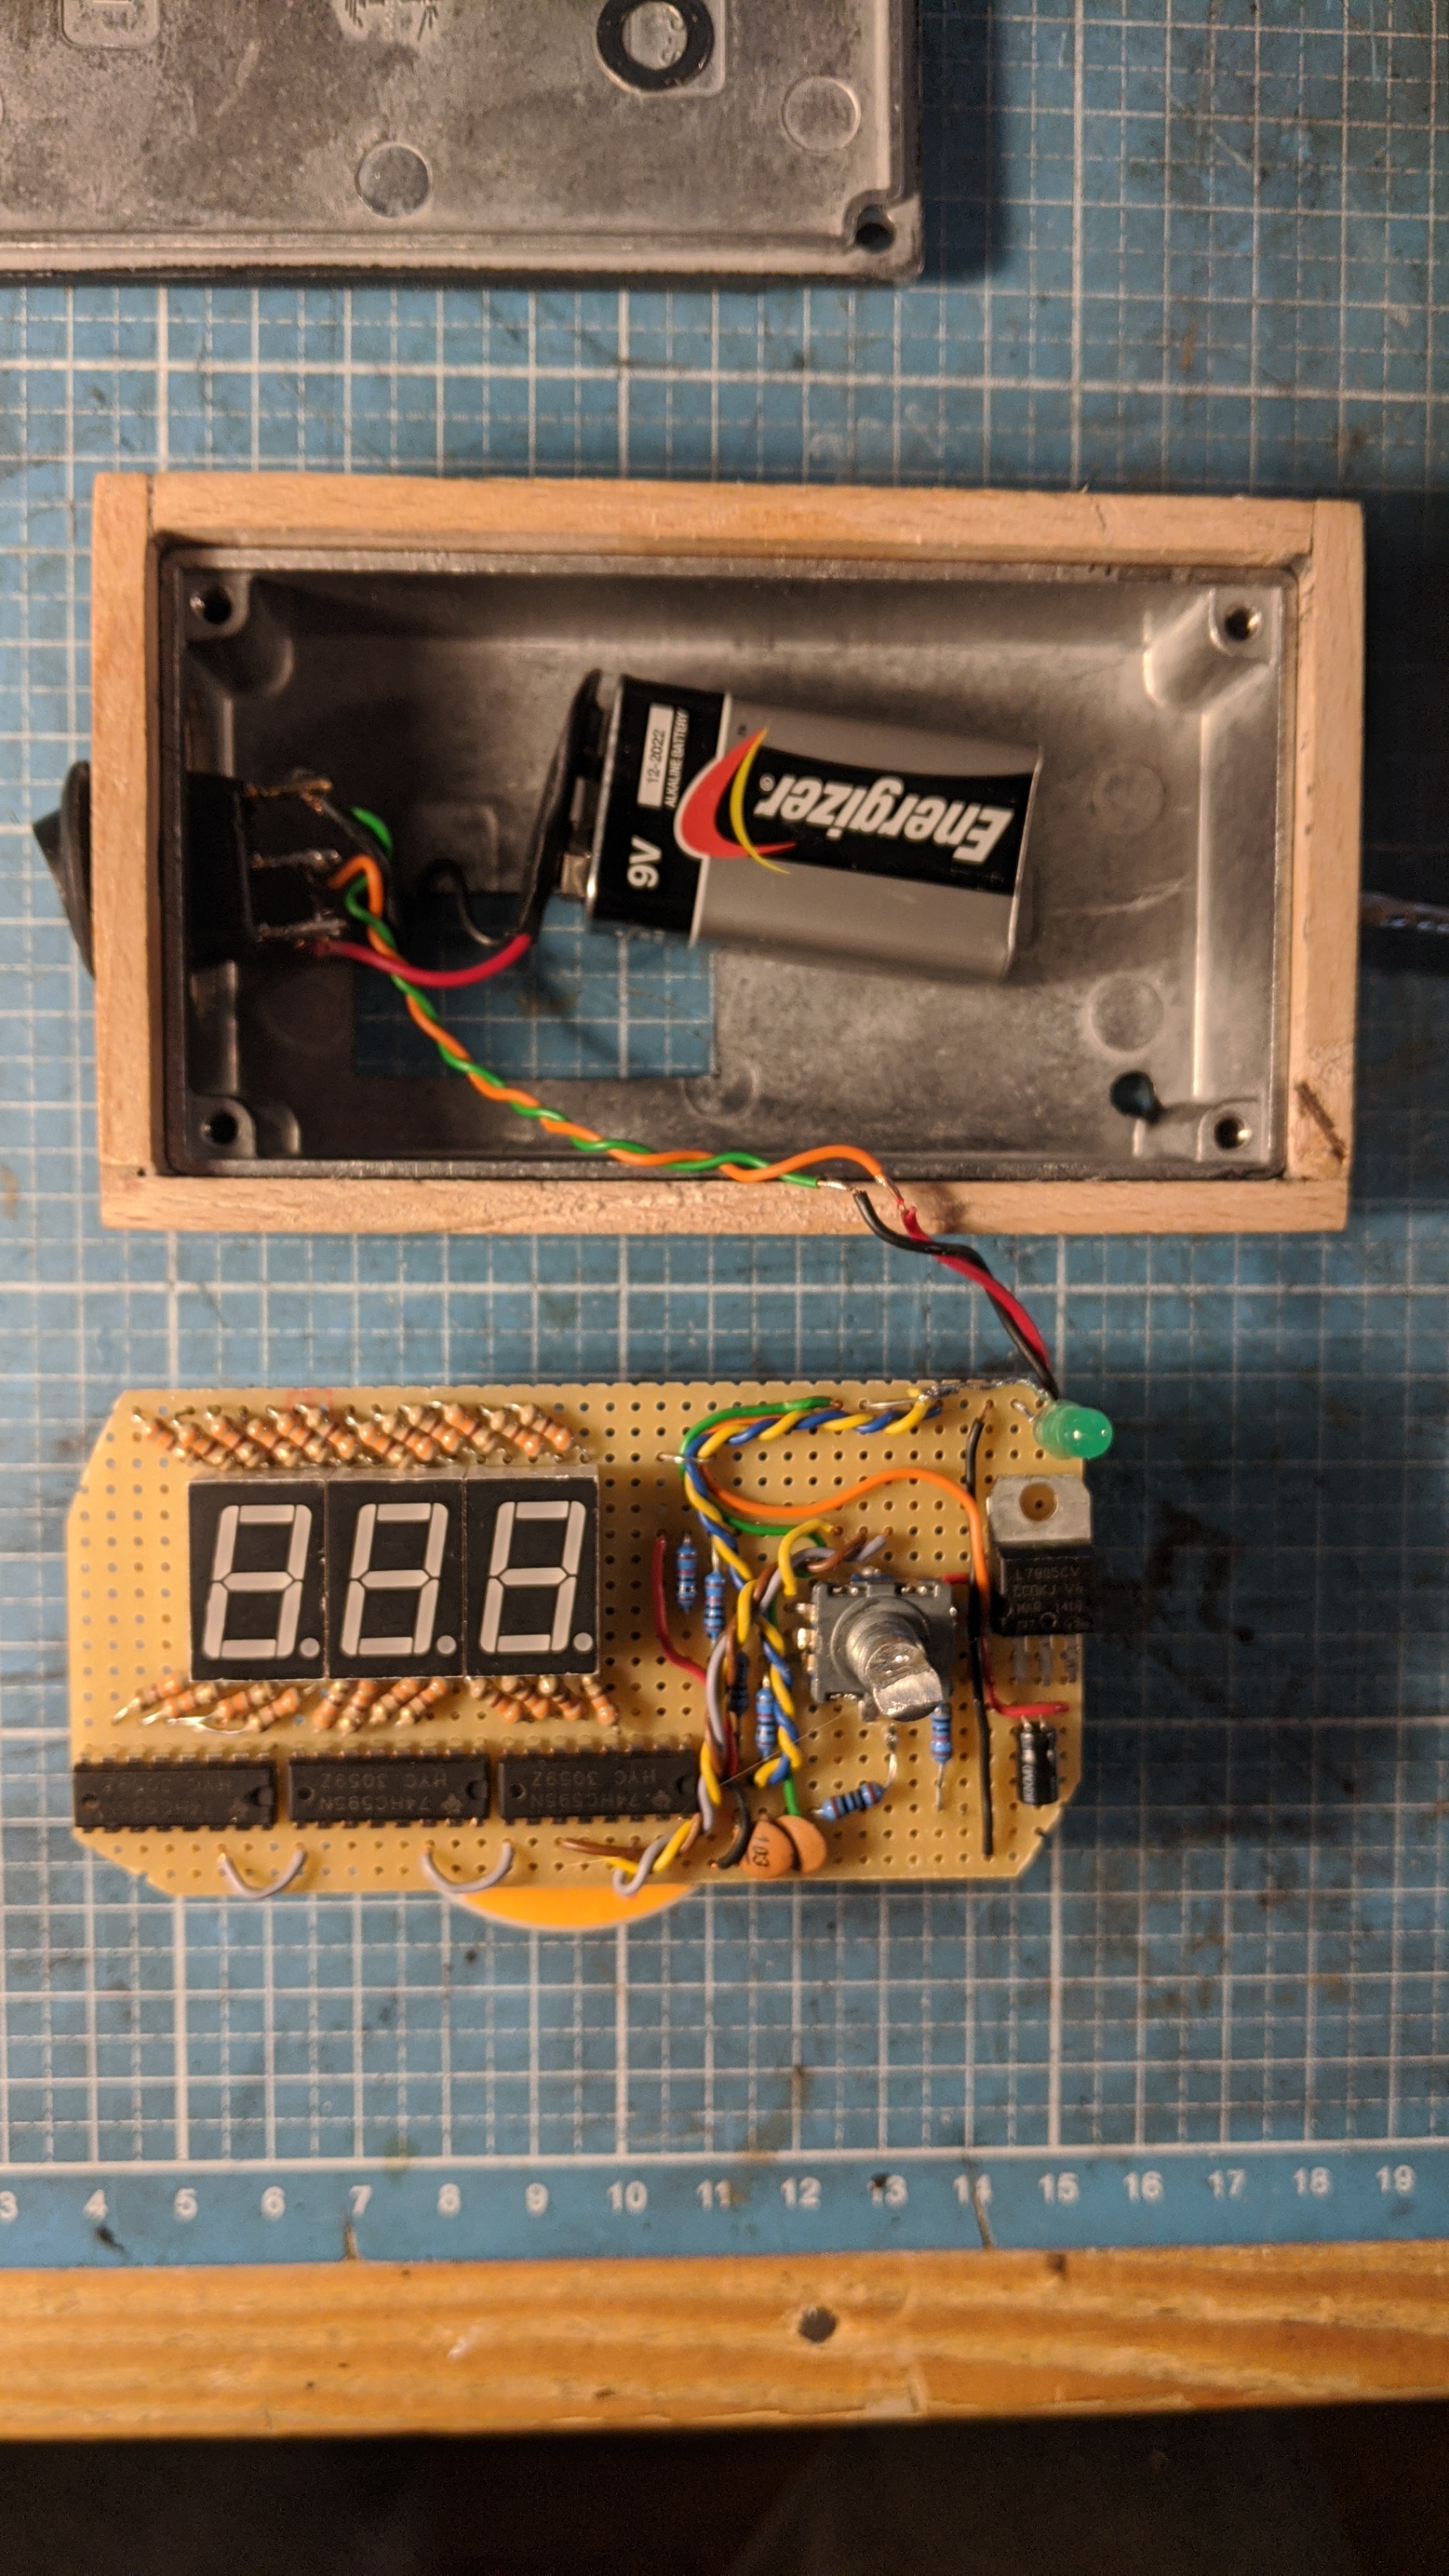 12-2022
ALKALINE BATTERY
9V
Energizer®
L7805CV
HYC 3059Z
74HC595N
HYC 3059Z
74HC595N
103
3 4 5 6 7 8 9 10 11 12 13 14 15 16 17 18 19